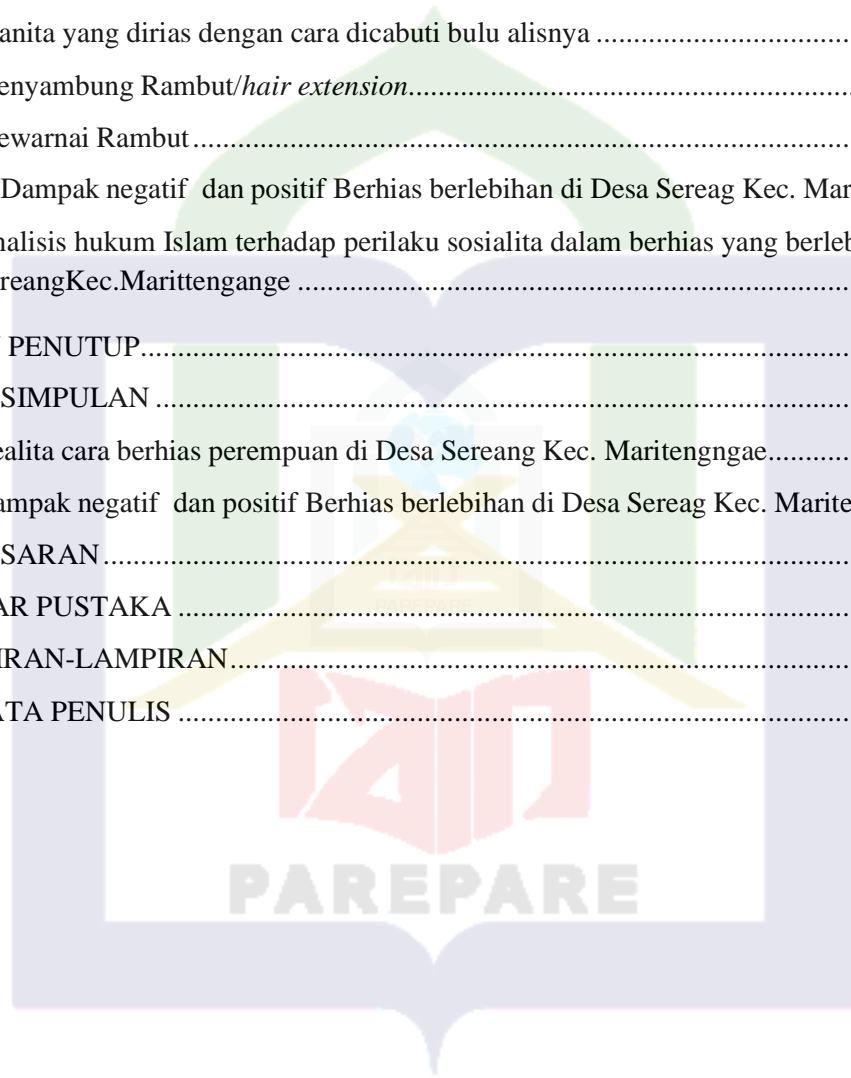 anita yang dirias dengan cara dicabuti bulu alisnya ....................................
enyambung Rambut/hair extension............................................................
ewarnai Rambut ........................................................................................
Dampak negatif  dan positif Berhias berlebihan di Desa Sereag Kec. Mar
nalisis hukum Islam terhadap perilaku sosialita dalam berhias yang berleb
reangKec.Marittengange ...........................................................................
PENUTUP...............................................................................................
SIMPULAN .............................................................................................
ealita cara berhias perempuan di Desa Sereang Kec. Maritengngae............
ampak negatif  dan positif Berhias berlebihan di Desa Sereag Kec. Marite
SARAN ....................................................................................................
AR PUSTAKA ..........................................................................................
IRAN-LAMPIRAN...................................................................................
ATA PENULIS ..........................................................................................
PAREPARE
IAIN
PAREPARE